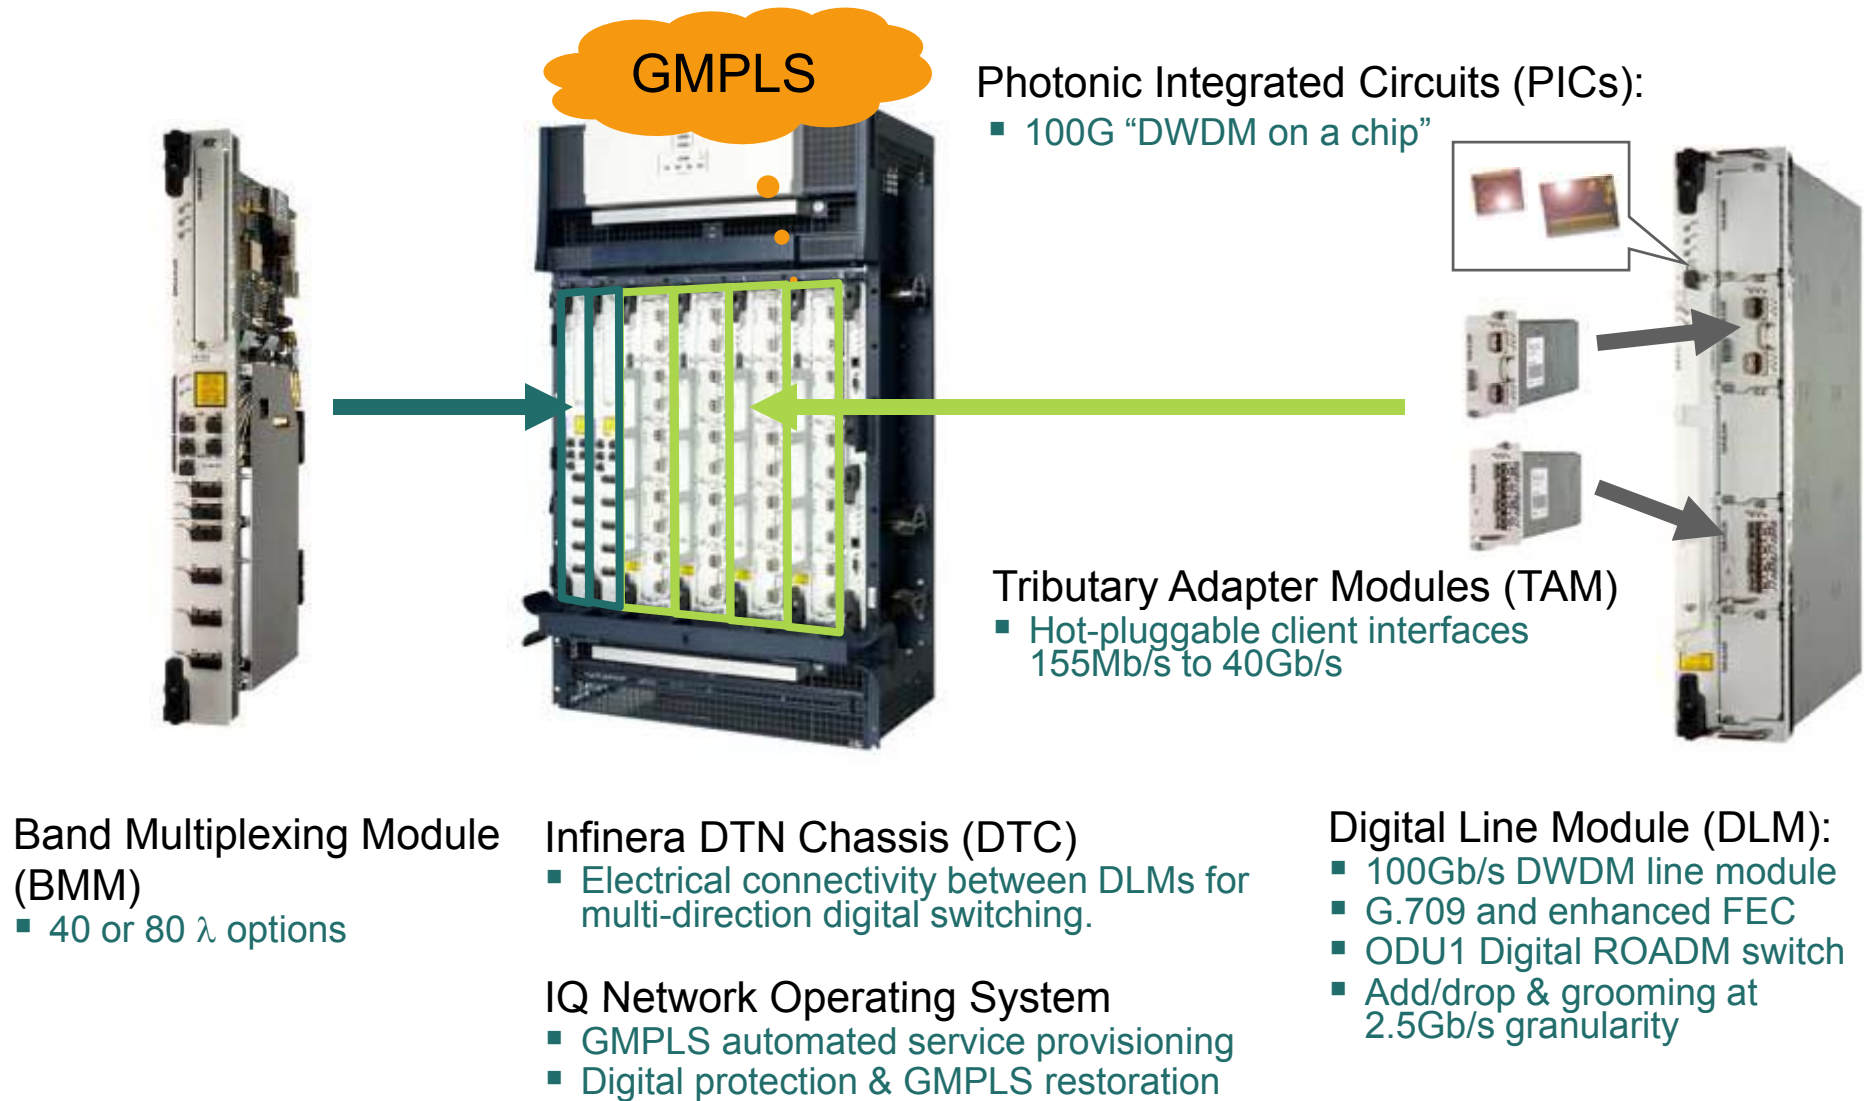 GMPLS
Photonic Integrated Circuits (PICs):
▪ 100G “DWDM on a chip”
Tributary Adapter Modules (TAM)
▪ Hot-pluggable client interfaces
155Mb/s to 40Gb/s
Band Multiplexing Module
(BMM)
▪ 40 or 80 λ options
Infinera DTN Chassis (DTC)
▪ Electrical connectivity between DLMs for
multi-direction digital switching.
IQ Network Operating System
▪ GMPLS automated service provisioning
▪ Digital protection & GMPLS restoration
Digital Line Module (DLM):
▪ 100Gb/s DWDM line module
▪ G.709 and enhanced FEC
▪ ODU1 Digital ROADM switch
▪ Add/drop & grooming at
2.5Gb/s granularity